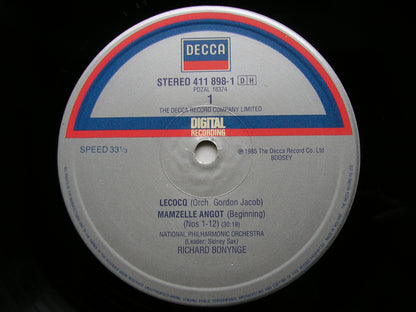 DECCA
STEREO 411 898-1 DH
PDZAL 18374
1
THE DECCA RECORD COMPANY LIMITED
DIGITAL
RECORDING
SPEED 33⅓
℗ 1985 The Decca Record Co. Ltd
BOOSEY
LECOCQ (Orch. Gordon Jacob)
MAMZELLE ANGOT (Beginning)
(Nos 1-12) (30.19)
NATIONAL PHILHARMONIC ORCHESTRA
(Leader: Sidney Sax)
RICHARD BONYNGE